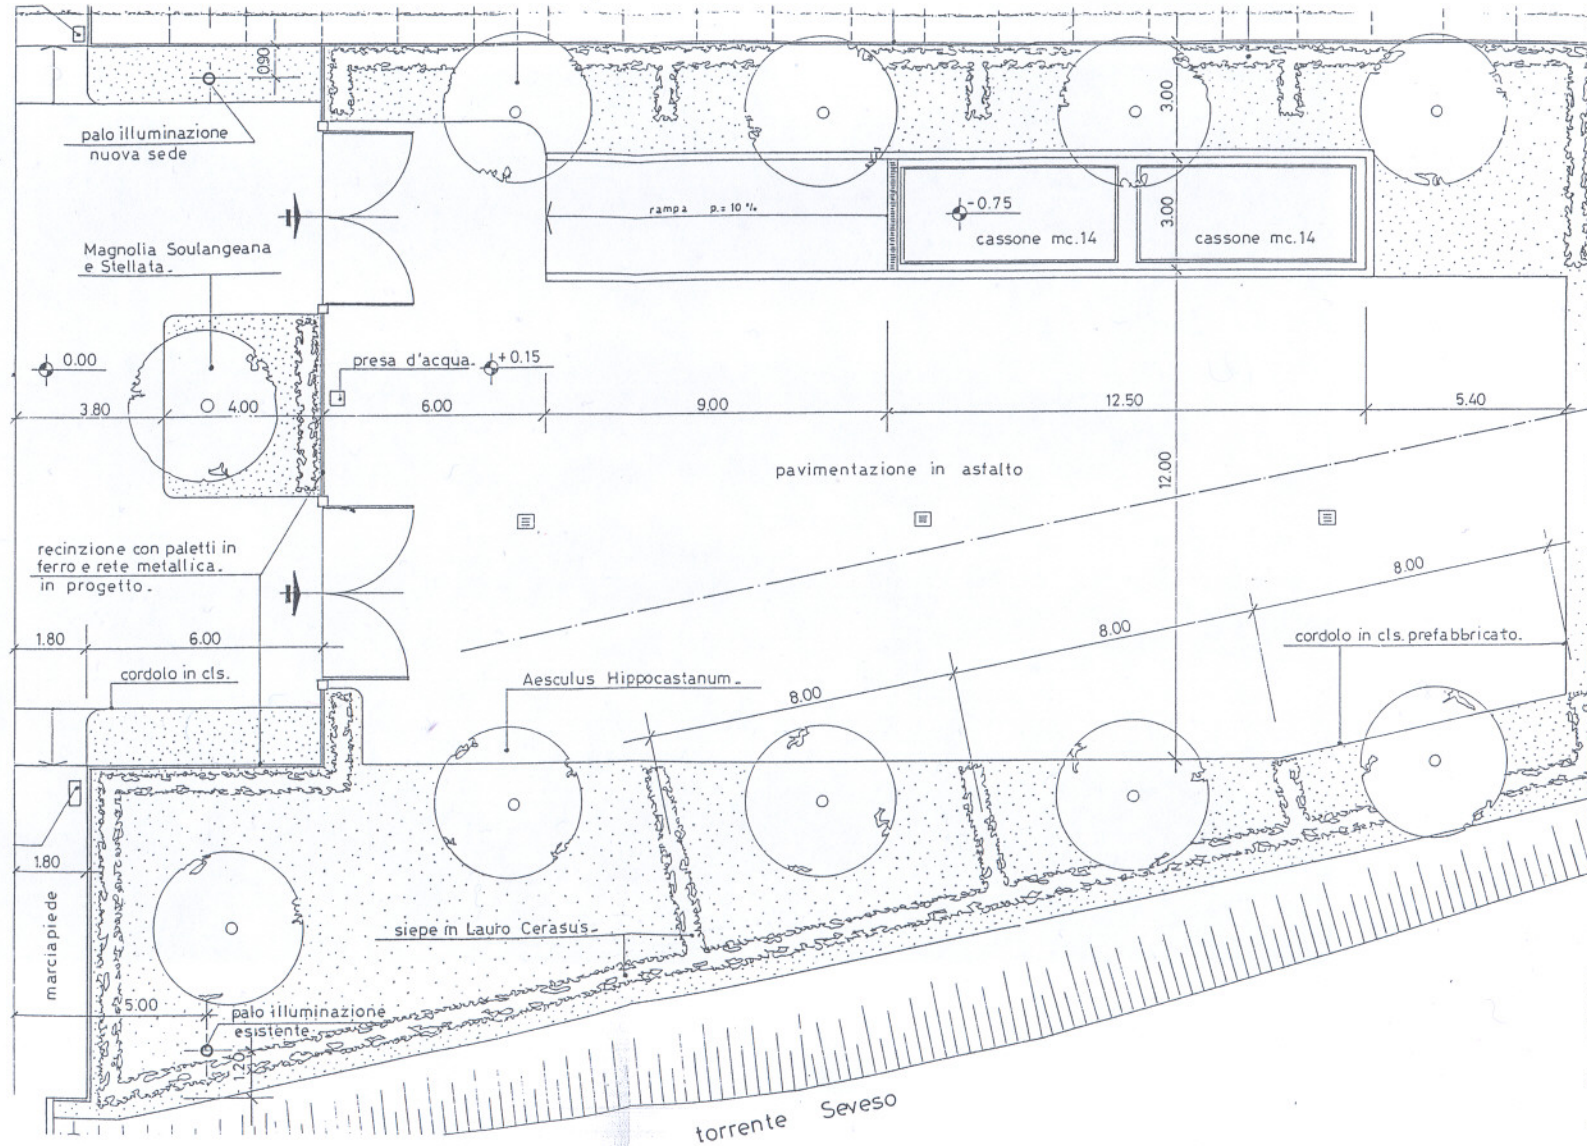 0.90
palo illuminazione
nuova sede
3.00
rampa p.= 10 %
-0.75
cassone mc.14
3.00
cassone mc.14
Magnolia Soulangeana
e Stellata.
0.00
presa d'acqua.
+0.15
3.80
4.00
6.00
9.00
12.50
5.40
12.00
pavimentazione in asfalto
recinzione con paletti in
ferro e rete metallica.
in progetto.
8.00
8.00
8.00
1.80
6.00
cordolo in cls.
cordolo in cls. prefabbricato.
Aesculus Hippocastanum.
1.80
marciapiede
siepe in Lauro Cerasus.
5.00
palo illuminazione
esistente.
1.20
torrente Seveso